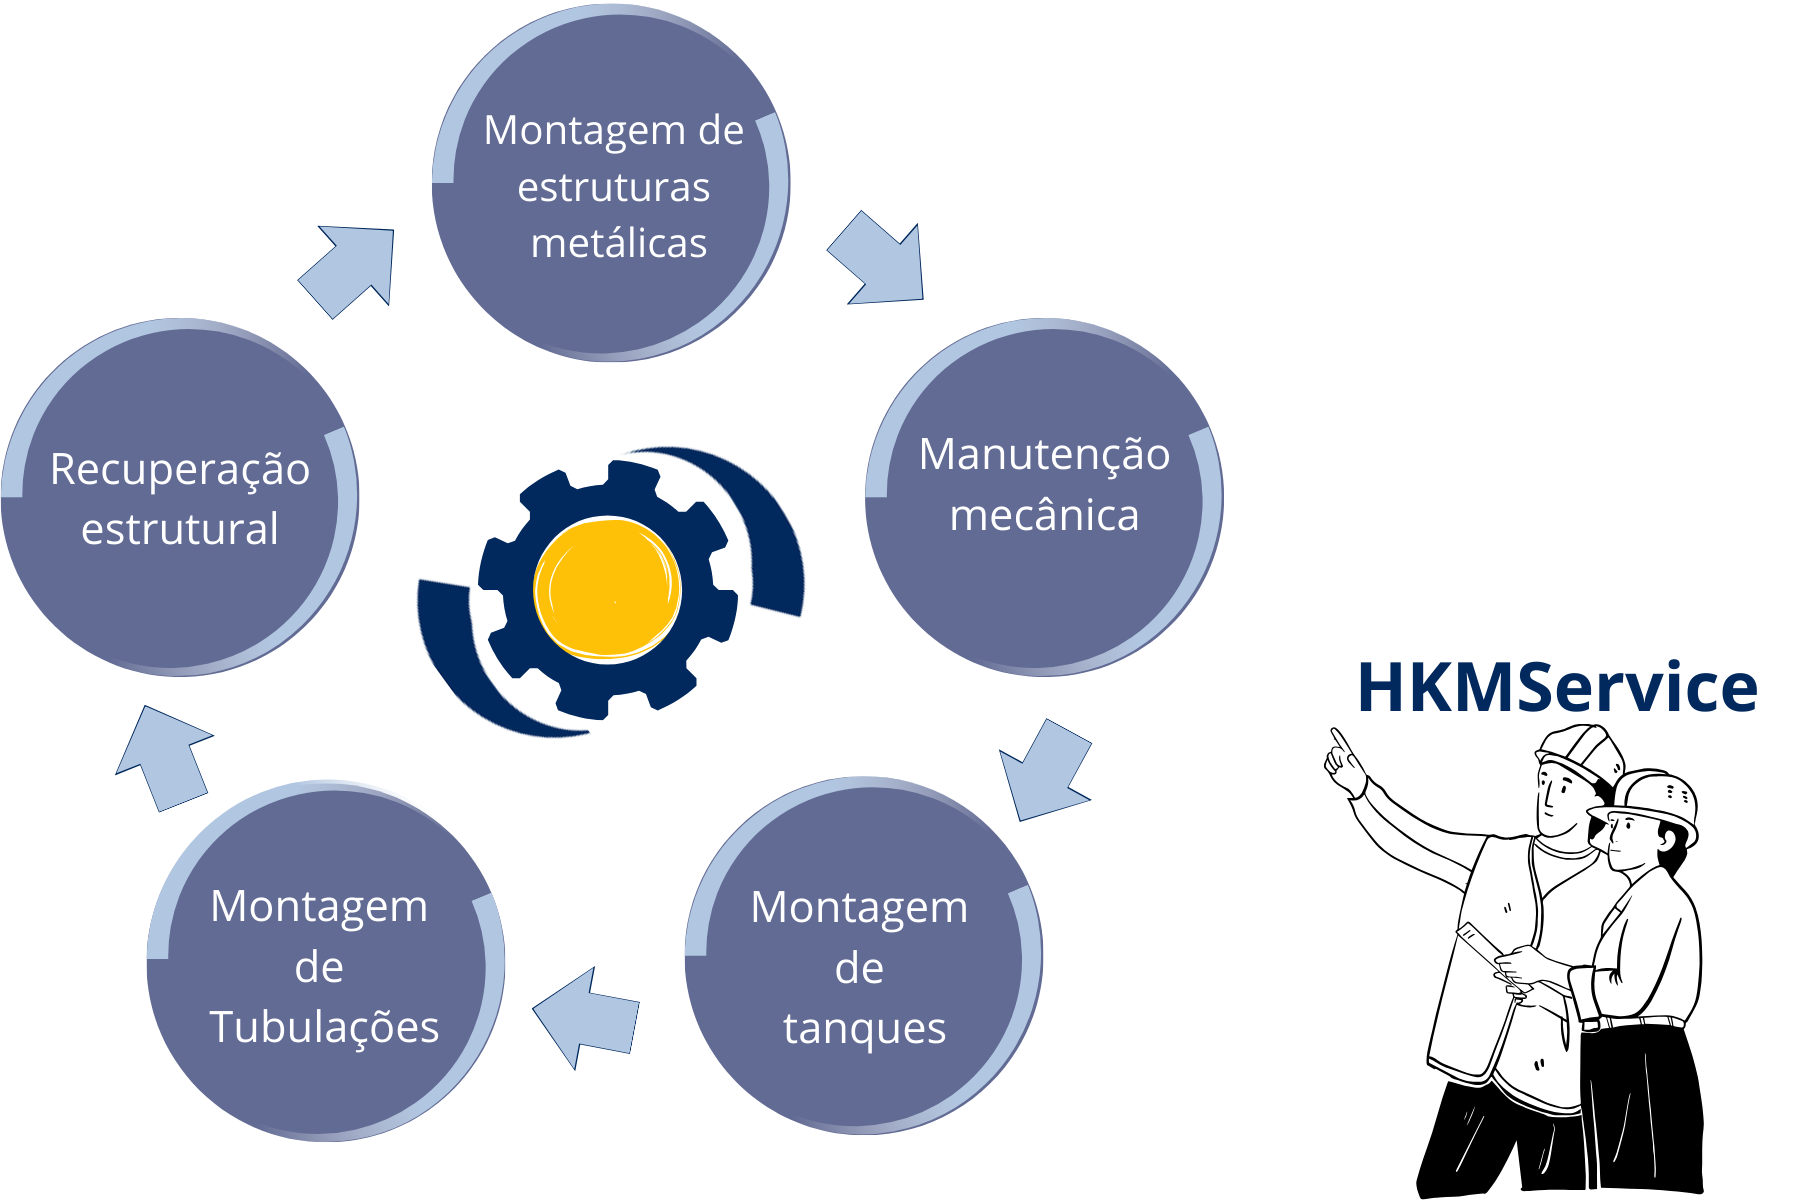 Montagem de
estruturas
metálicas
Manutenção
mecânica
Montagem
de
tanques
Montagem
de
Tubulações
Recuperação
estrutural
HKMService